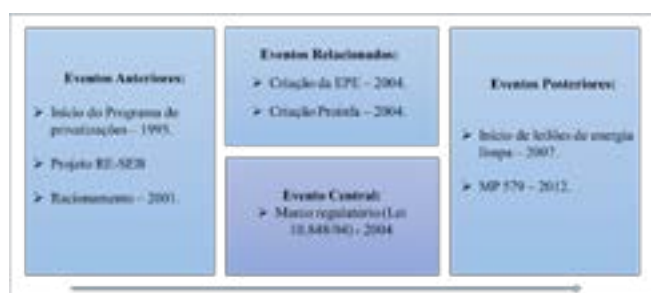 Eventos Anteriores:
➢ Início do Programa de
privatizações – 1995.
➢ Projeto RE-SEB
➢ Racionamento – 2001.
Eventos Relacionados:
➢ Criação da EPE – 2004.
➢ Criação Proinfa – 2004.
Evento Central:
➢ Marco regulatório (Lei
10.848/04) - 2004
Eventos Posteriores:
➢ Início de leilões de energia
limpa – 2007.
➢ MP 579 – 2012.